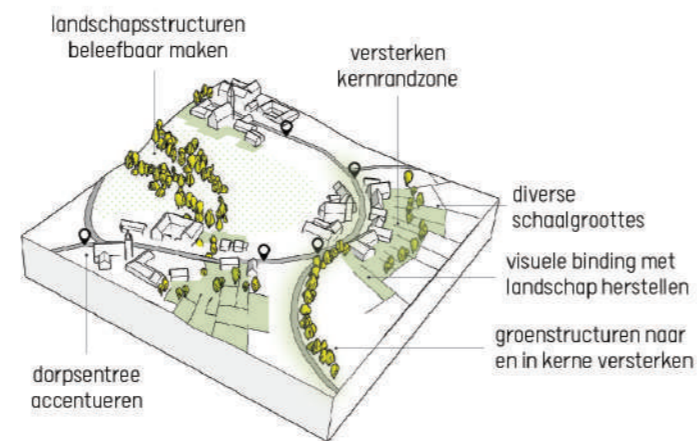 landschapsstructuren
beleefbaar maken
versterken
kernrandzone
diverse
schaalgroottes
visuele binding met
landschap herstellen
groenstructuren naar
en in kerne versterken
dorpsentree
accentueren